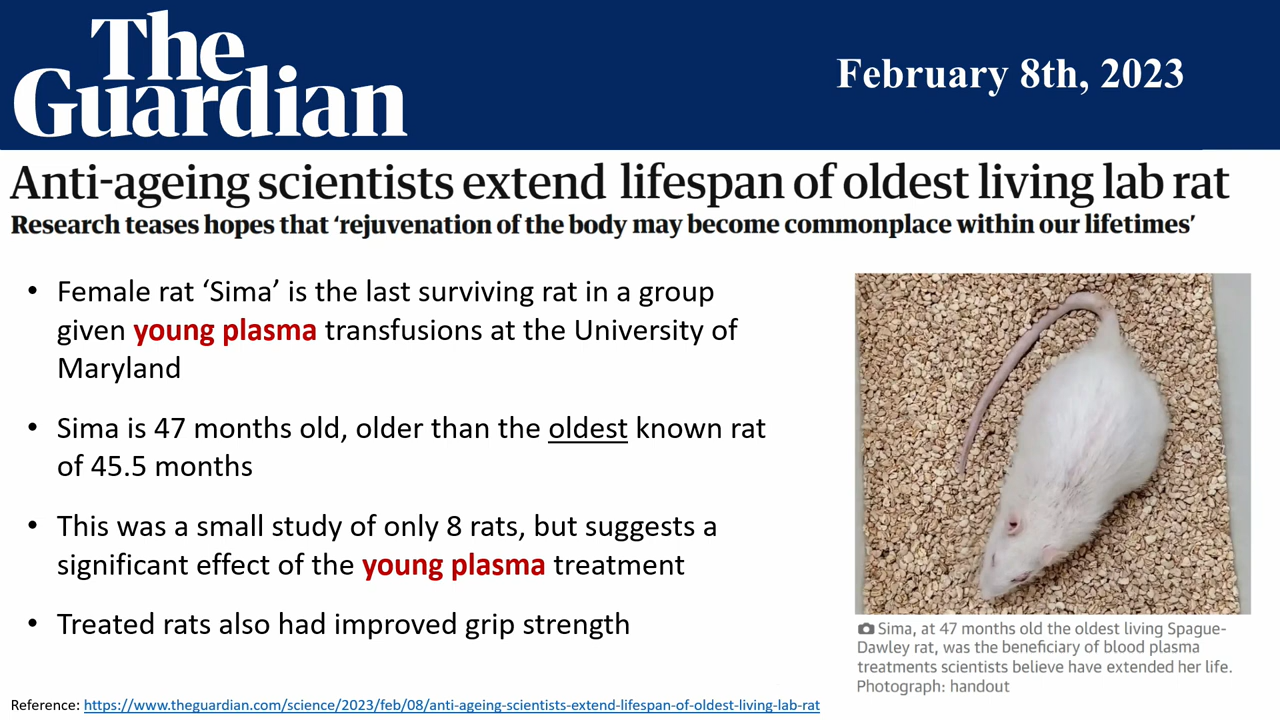 The
Guardian
February 8th, 2023
Anti-ageing scientists extend lifespan of oldest living lab rat
Research teases hopes that ‘rejuvenation of the body may become commonplace within our lifetimes’
• Female rat ‘Sima’ is the last surviving rat in a group
given young plasma transfusions at the University of
Maryland
• Sima is 47 months old, older than the oldest known rat
of 45.5 months
• This was a small study of only 8 rats, but suggests a
significant effect of the young plasma treatment
• Treated rats also had improved grip strength
Sima, at 47 months old the oldest living Spague-
Dawley rat, was the beneficiary of blood plasma
treatments scientists believe have extended her life.
Photograph: handout
Reference: https://www.theguardian.com/science/2023/feb/08/anti-ageing-scientists-extend-lifespan-of-oldest-living-lab-rat